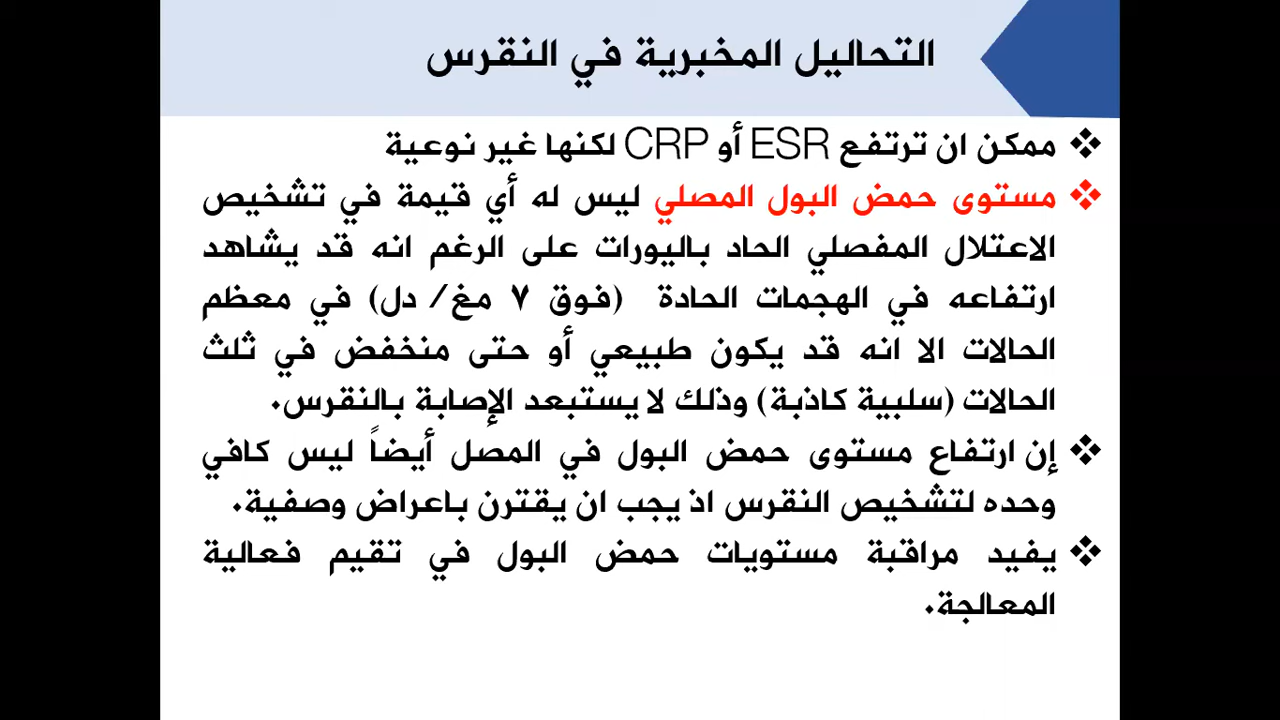 التحاليل المخبرية في النقرس
❖ ممكن ان ترتفع ESR أو CRP لكنها غير نوعية
❖ مستوى حمض البول المصلي ليس له أي قيمة في تشخيص
الاعتلال المفصلي الحاد باليورات على الرغم انه قد يشاهد
ارتفاعه في الهجمات الحادة (فوق ٧ مغ/ دل) في معظم
الحالات الا انه قد يكون طبيعي أو حتى منخفض في ثلث
الحالات (سلبية كاذبة) وذلك لا يستبعد الإصابة بالنقرس.
❖ إن ارتفاع مستوى حمض البول في المصل أيضاً ليس كافي
وحده لتشخيص النقرس اذ يجب ان يقترن باعراض وصفية.
❖ يفيد مراقبة مستويات حمض البول في تقيم فعالية
المعالجة.